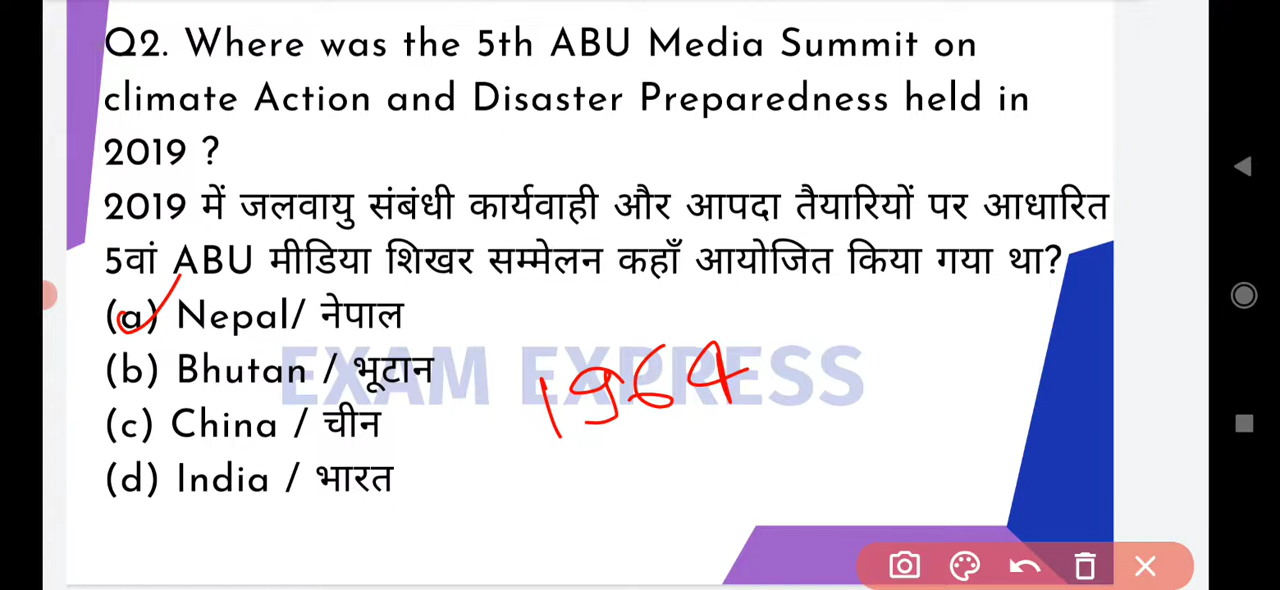 Q2. Where was the 5th ABU Media Summit on
climate Action and Disaster Preparedness held in
2019 ?
2019 में जलवायु संबंधी कार्यवाही और आपदा तैयारियों पर आधारित
5वां ABU मीडिया शिखर सम्मेलन कहाँ आयोजित किया गया था?
(a) Nepal/ नेपाल
(b) Bhutan / भूटान
EXAM EXPRESS
1964
(c) China / चीन
(d) India / भारत